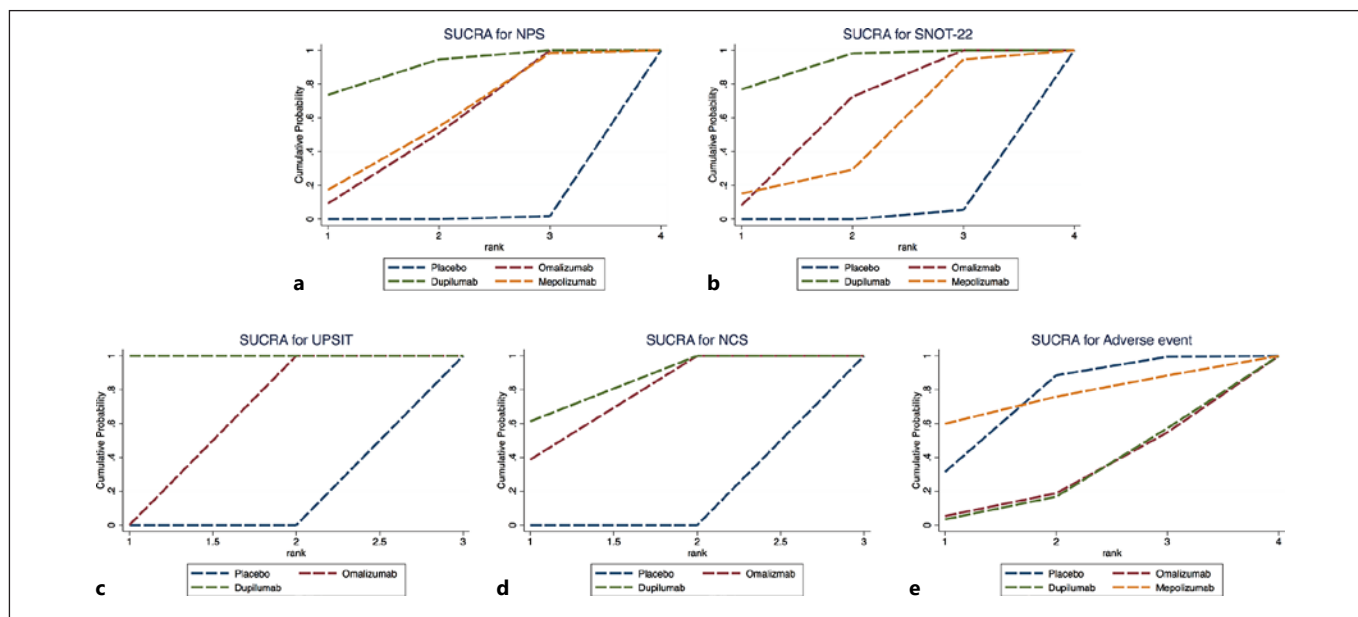 SUCRA for NPS
Cumulative Probability
0 .2 .4 .6 .8 1
1 2 3 4
rank
Placebo Omalizumab
Dupilumab Mepolizumab
a
SUCRA for SNOT-22
Cumulative Probability
0 .2 .4 .6 .8 1
1 2 3 4
rank
Placebo Omalizmab
Dupilumab Mepolizumab
b
SUCRA for UPSIT
Cumulative Probability
0 .2 .4 .6 .8 1
1 1.5 2 2.5 3
rank
Placebo Omalizumab
Dupilumab
c
SUCRA for NCS
Cumulative Probability
0 .2 .4 .6 .8 1
1 1.5 2 2.5 3
rank
Placebo Omalizmab
Dupilumab
d
SUCRA for Adverse event
Cumulative Probability
0 .2 .4 .6 .8 1
1 2 3 4
rank
Placebo Omalizumab
Dupilumab Mepolizumab
e